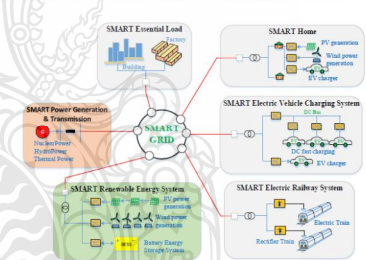 SMART Essential Load
Factory
Building
SMART Home
PV generation
Wind power
generation
EV charger
SMART Power Generation
& Transmission
Nuclear Power
HydroPower
Thermal Power
SMART
GRID
SMART Electric Vehicle Charging System
DC Bus
DC fast charging
EV charger
SMART Renewable Energy System
PV power
generation
Wind power
generation
BESS
Battery Energy
Storage System
SMART Electric Railway System
Electric Train
Rectifier Train